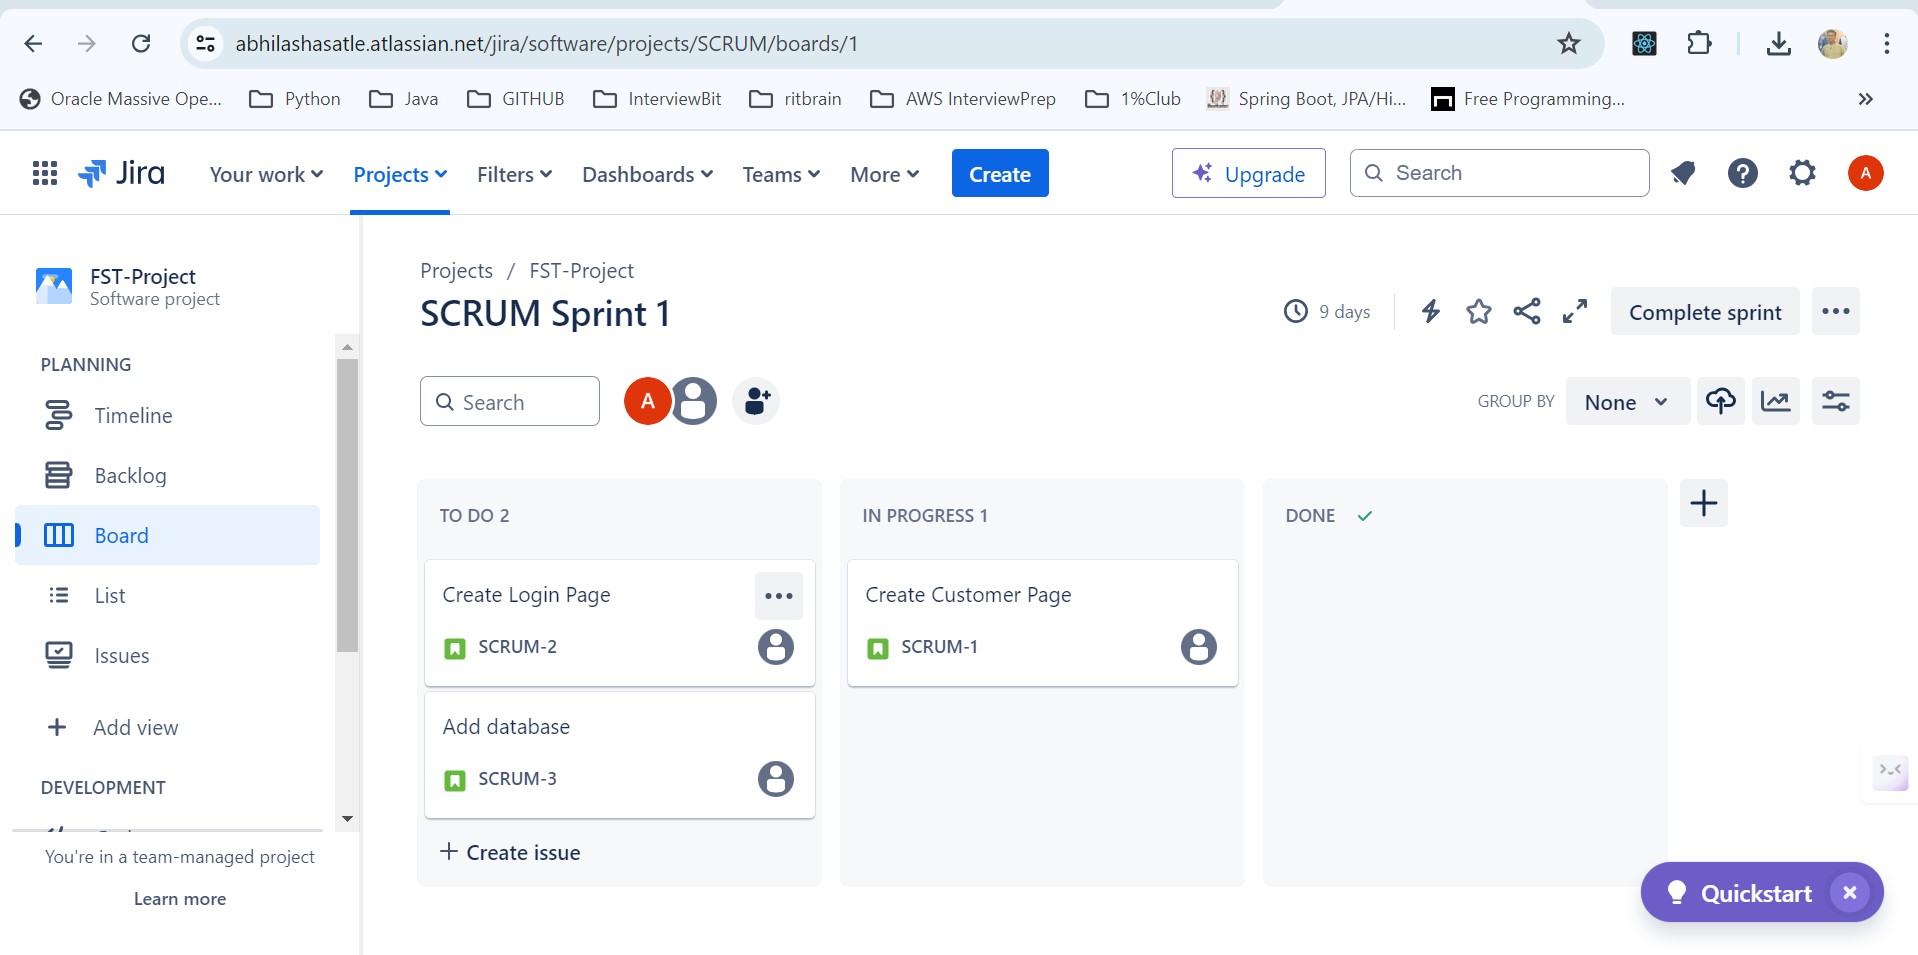 abhilashasatle.atlassian.net/jira/software/projects/SCRUM/boards/1
Oracle Massive Ope... Python Java GITHUB InterviewBit ritbrain AWS InterviewPrep 1%Club Spring Boot, JPA/Hi... Free Programming... »
Jira Your work Projects Filters Dashboards Teams More Create Upgrade Search A
FST-Project
Software project
PLANNING
Timeline
Backlog
Board
List
Issues
+ Add view
DEVELOPMENT
You're in a team-managed project
Learn more
Projects / FST-Project
SCRUM Sprint 1
9 days
Complete sprint
Search
A
GROUP BY None
TO DO 2
Create Login Page
SCRUM-2
Add database
SCRUM-3
+ Create issue
IN PROGRESS 1
Create Customer Page
SCRUM-1
DONE
Quickstart